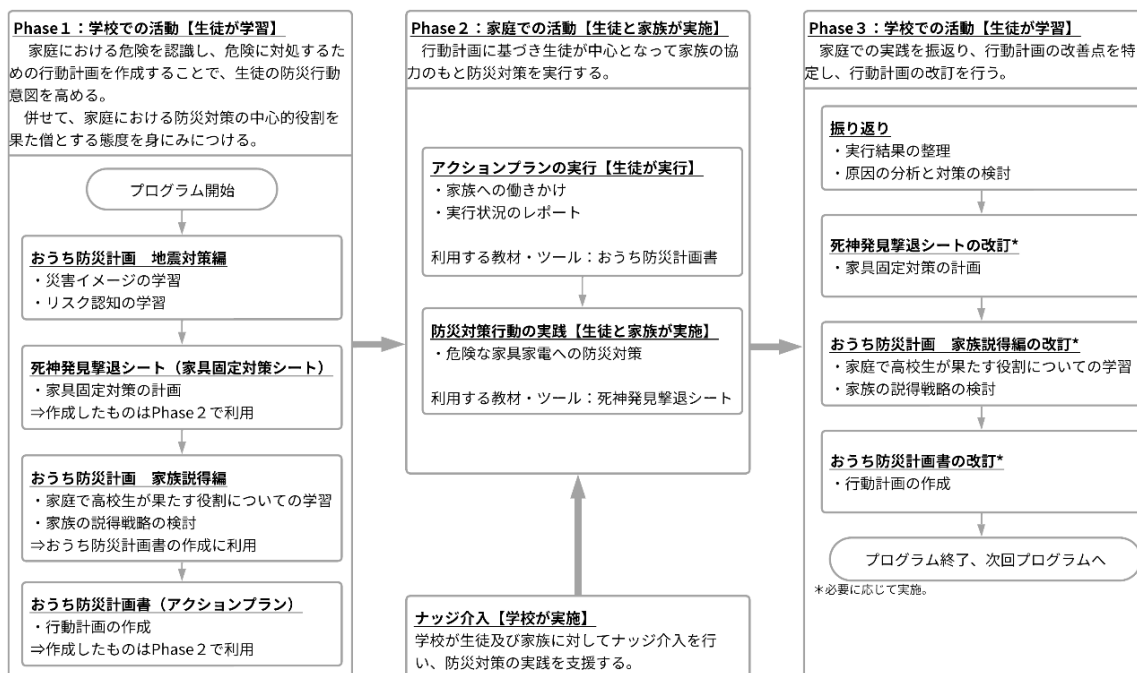 Phase１：学校での活動【生徒が学習】
家庭における危険を認識し、危険に対処するた
めの行動計画を作成することで、生徒の防災行動
意図を高める。
併せて、家庭における防災対策の中心的役割を
果た僧とする態度を身にみにつける。
プログラム開始
おうち防災計画　地震対策編
・災害イメージの学習
・リスク認知の学習
死神発見撃退シート（家具固定対策シート）
・家具固定対策の計画
⇒作成したものはPhase２で利用
おうち防災計画　家族説得編
・家庭で高校生が果たす役割についての学習
・家族の説得戦略の検討
⇒おうち防災計画書の作成に利用
おうち防災計画書（アクションプラン）
・行動計画の作成
⇒作成したものはPhase２で利用
Phase２：家庭での活動【生徒と家族が実施】
行動計画に基づき生徒が中心となって家族の協
力のもと防災対策を実行する。
アクションプランの実行【生徒が実行】
・家族への働きかけ
・実行状況のレポート
利用する教材・ツール：おうち防災計画書
防災対策行動の実践【生徒と家族が実施】
・危険な家具家電への防災対策
利用する教材・ツール：死神発見撃退シート
ナッジ介入【学校が実施】
学校が生徒及び家族に対してナッジ介入を行
い、防災対策の実践を支援する。
Phase３：学校での活動【生徒が学習】
家庭での実践を振返り、行動計画の改善点を特
定し、行動計画の改訂を行う。
振り返り
・実行結果の整理
・原因の分析と対策の検討
死神発見撃退シートの改訂*
・家具固定対策の計画
おうち防災計画　家族説得編の改訂*
・家庭で高校生が果たす役割についての学習
・家族の説得戦略の検討
おうち防災計画書の改訂*
・行動計画の作成
プログラム終了、次回プログラムへ
＊必要に応じて実施。